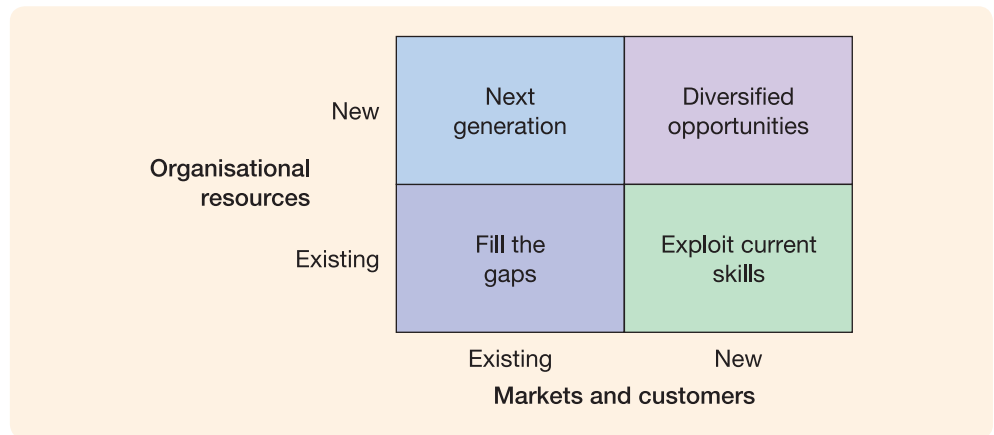 New
Next
generation
Diversified
opportunities
Organisational
resources
Existing
Fill the
gaps
Exploit current
skills
Existing
New
Markets and customers